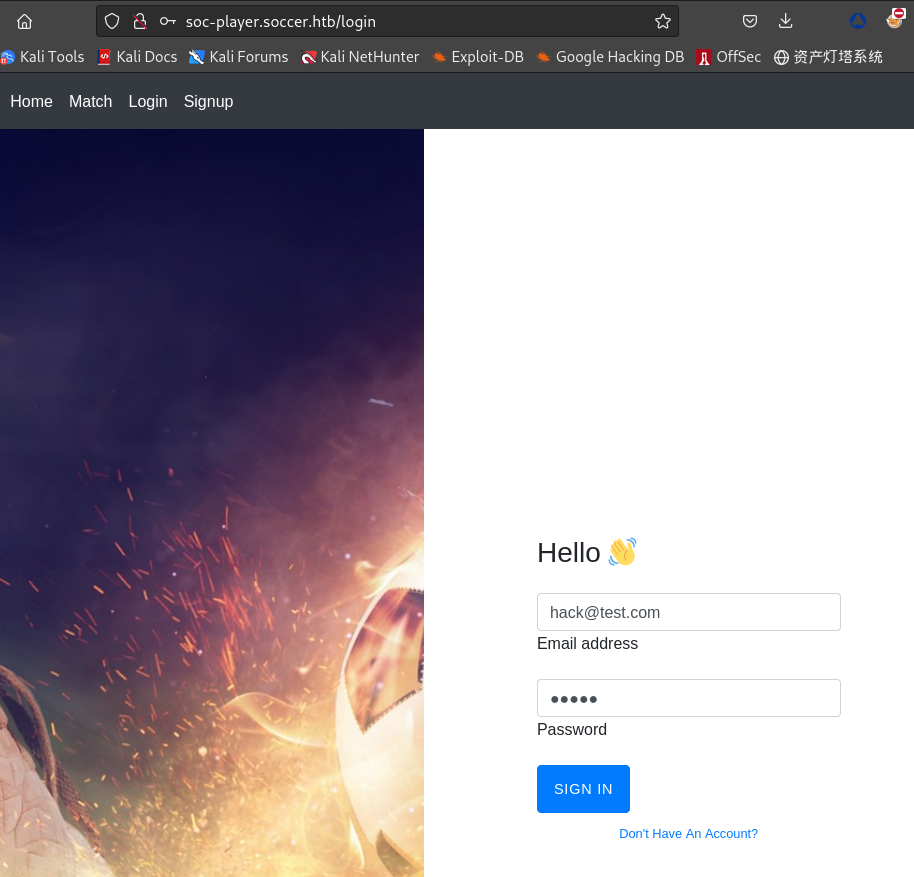 soc-player.soccer.htb/login
Kali Tools Kali Docs Kali Forums Kali NetHunter Exploit-DB Google Hacking DB OffSec 资产灯塔系统
Home Match Login Signup
Hello 👋
hack@test.com
Email address
●●●●●
Password
SIGN IN
Don't Have An Account?